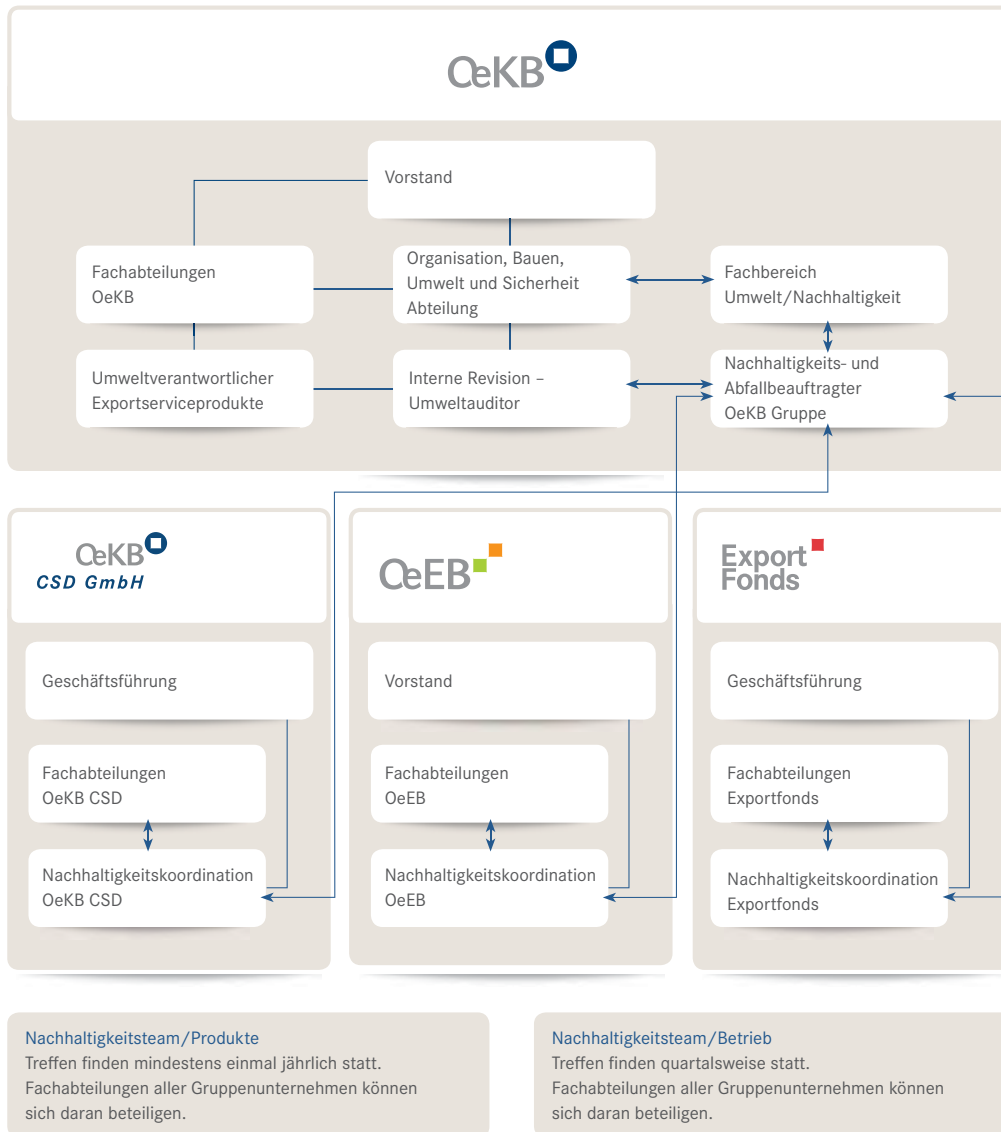 OeKB
Vorstand
Fachabteilungen
OeKB
Organisation, Bauen,
Umwelt und Sicherheit
Abteilung
Fachbereich
Umwelt/Nachhaltigkeit
Umweltverantwortlicher
Exportserviceprodukte
Interne Revision –
Umweltauditor
Nachhaltigkeits- und
Abfallbeauftragter
OeKB Gruppe
OeKB
CSD GmbH
Geschäftsführung
Fachabteilungen
OeKB CSD
Nachhaltigkeitskoordination
OeKB CSD
OeEB
Vorstand
Fachabteilungen
OeEB
Nachhaltigkeitskoordination
OeEB
Export
Fonds
Geschäftsführung
Fachabteilungen
Exportfonds
Nachhaltigkeitskoordination
Exportfonds
Nachhaltigkeitsteam/Produkte
Treffen finden mindestens einmal jährlich statt.
Fachabteilungen aller Gruppenunternehmen können
sich daran beteiligen.
Nachhaltigkeitsteam/Betrieb
Treffen finden quartalsweise statt.
Fachabteilungen aller Gruppenunternehmen können
sich daran beteiligen.